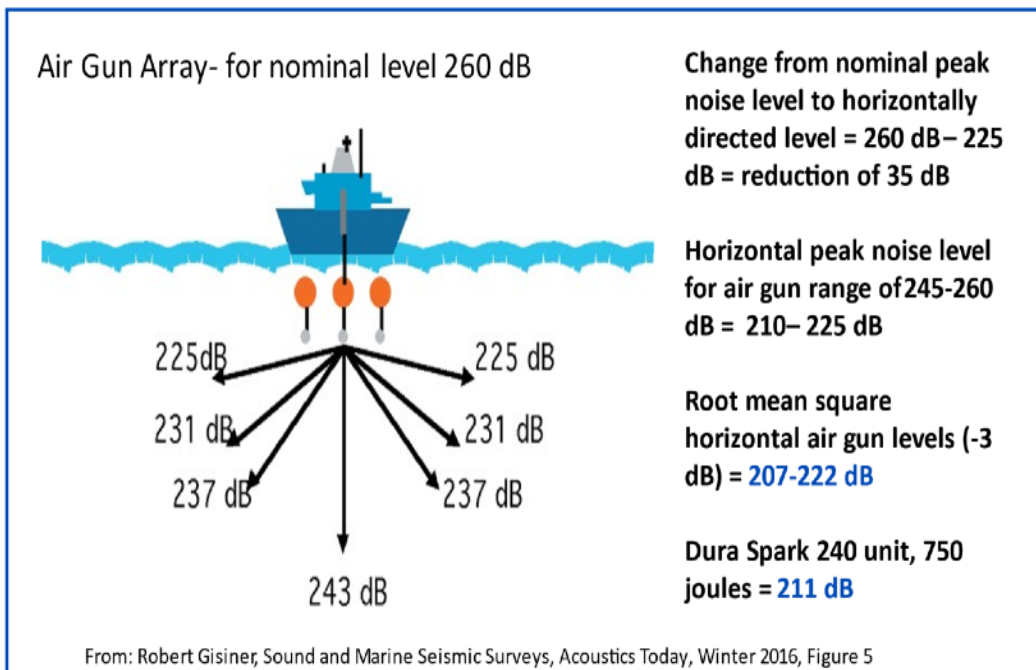 Air Gun Array- for nominal level 260 dB
225dB
225 dB
231 dB
231 dB
237 dB
237 dB
243 dB
Change from nominal peak
noise level to horizontally
directed level = 260 dB– 225
dB = reduction of 35 dB
Horizontal peak noise level
for air gun range of 245-260
dB = 210– 225 dB
Root mean square
horizontal air gun levels (-3
dB) = 207-222 dB
Dura Spark 240 unit, 750
joules = 211 dB
From: Robert Gisiner, Sound and Marine Seismic Surveys, Acoustics Today, Winter 2016, Figure 5